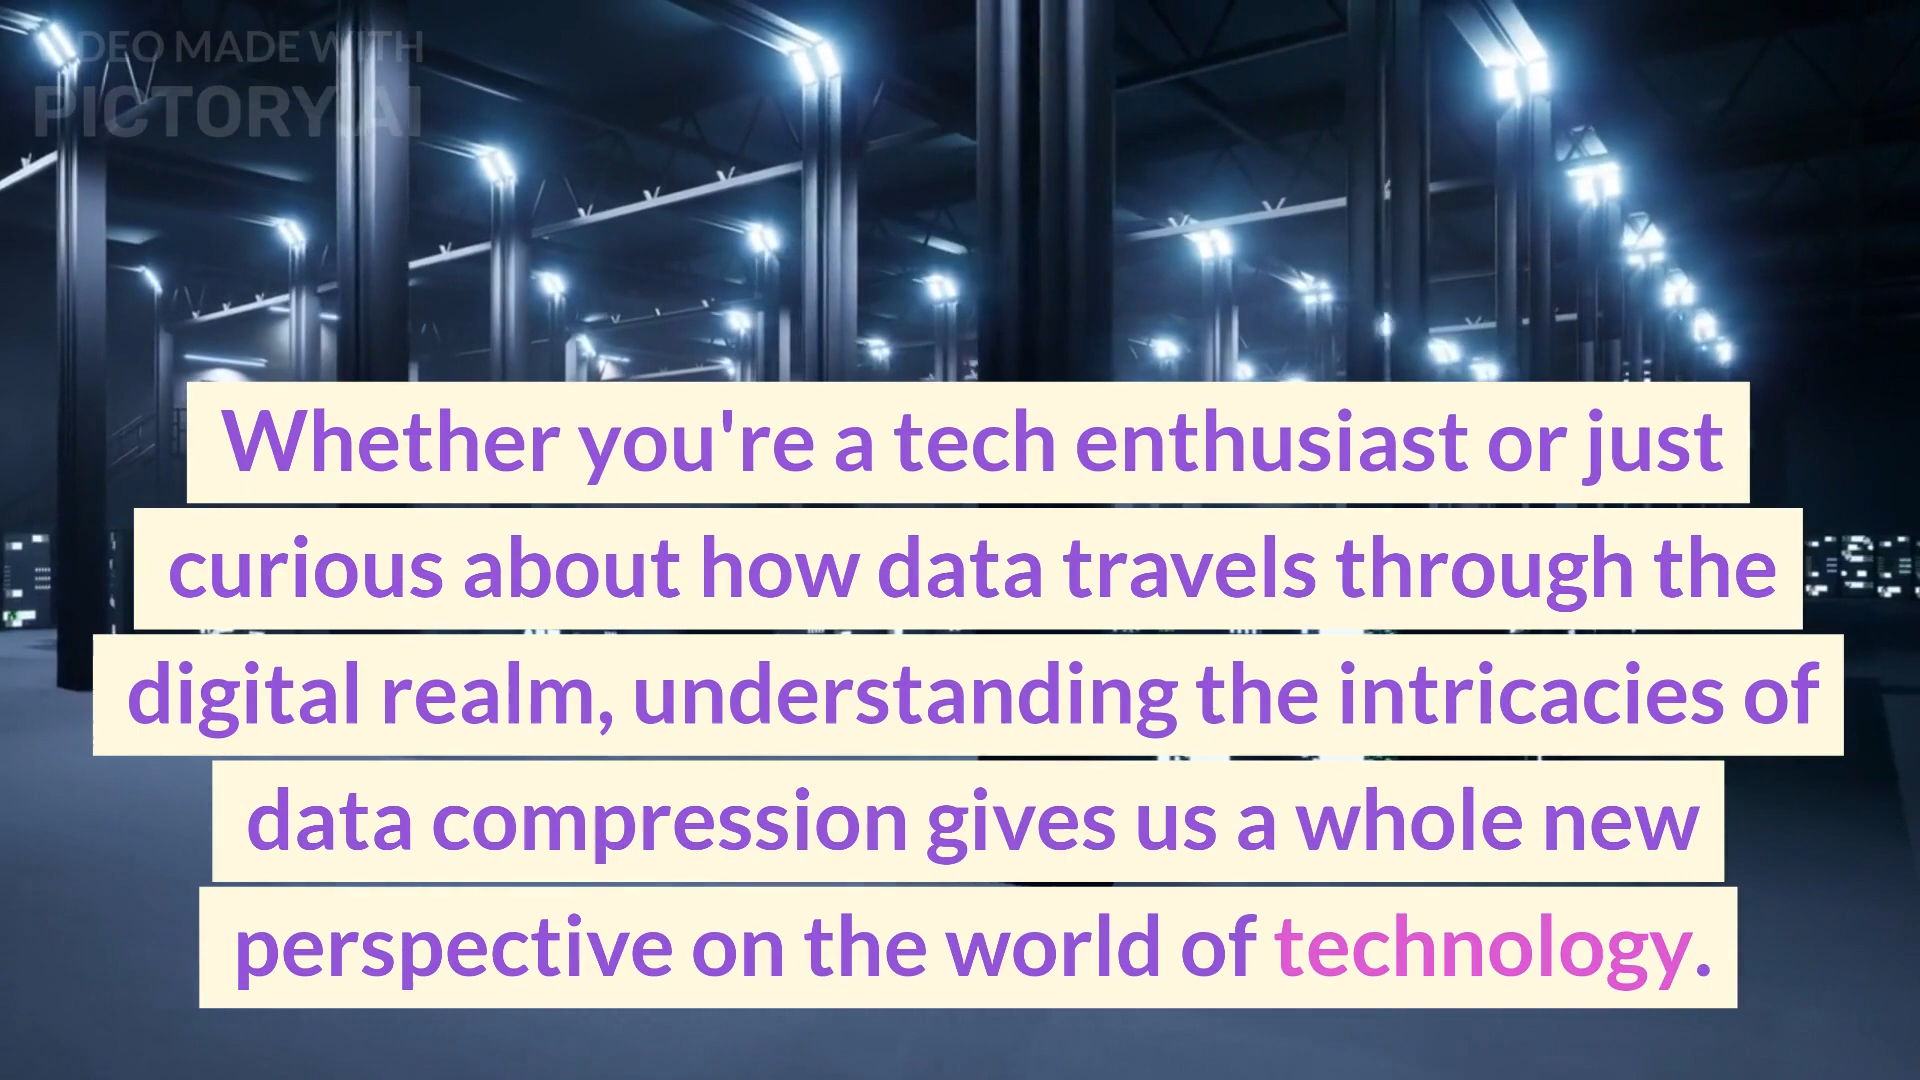 VIDEO MADE WITH
PICTORY.AI
Whether you're a tech enthusiast or just
curious about how data travels through the
digital realm, understanding the intricacies of
data compression gives us a whole new
perspective on the world of technology.